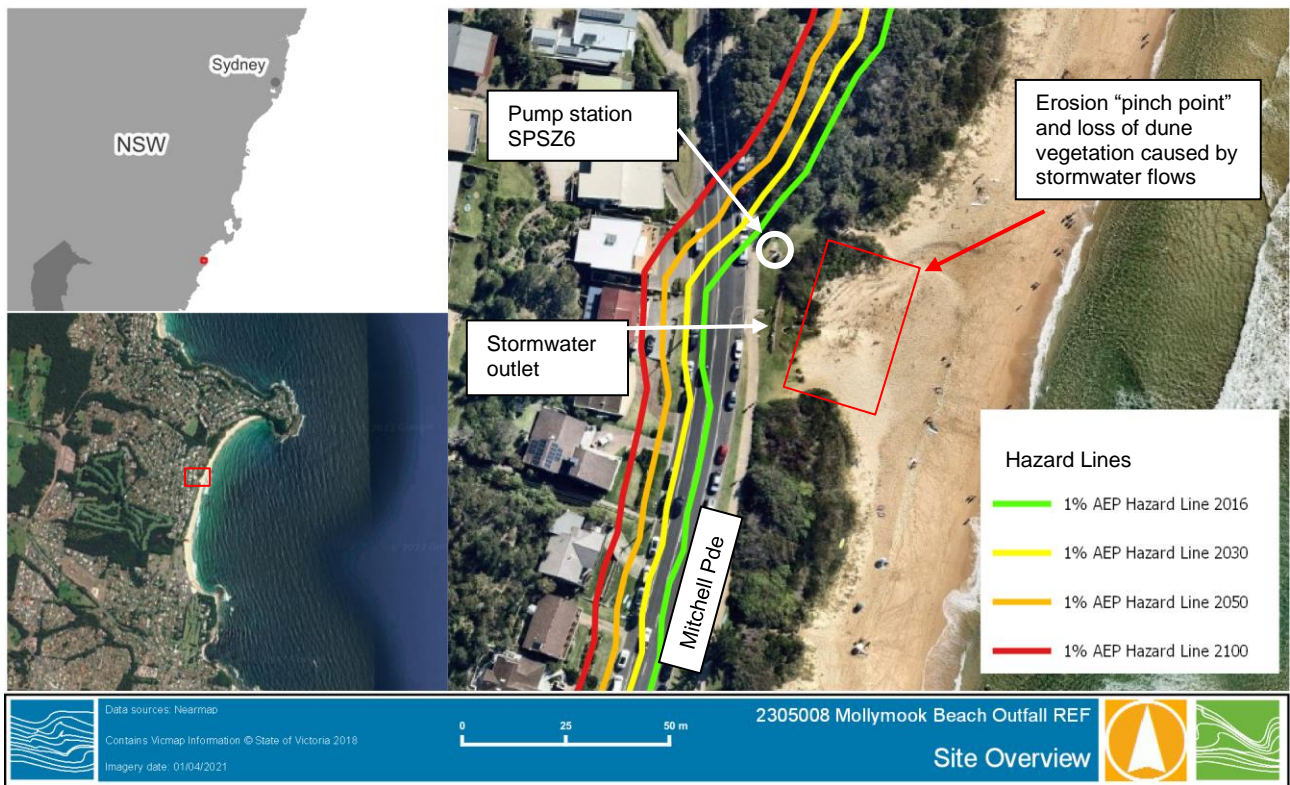 Sydney
NSW
Pump station
SPSZ6
Erosion “pinch point”
and loss of dune
vegetation caused by
stormwater flows
Stormwater
outlet
Mitchell Pde
Hazard Lines
1% AEP Hazard Line 2016
1% AEP Hazard Line 2030
1% AEP Hazard Line 2050
1% AEP Hazard Line 2100
Data sources: Nearmap
Contains Vicmap Information © State of Victoria 2018
Imagery date: 01/04/2021
0 25 50 m
2305008 Mollymook Beach Outfall REF
Site Overview